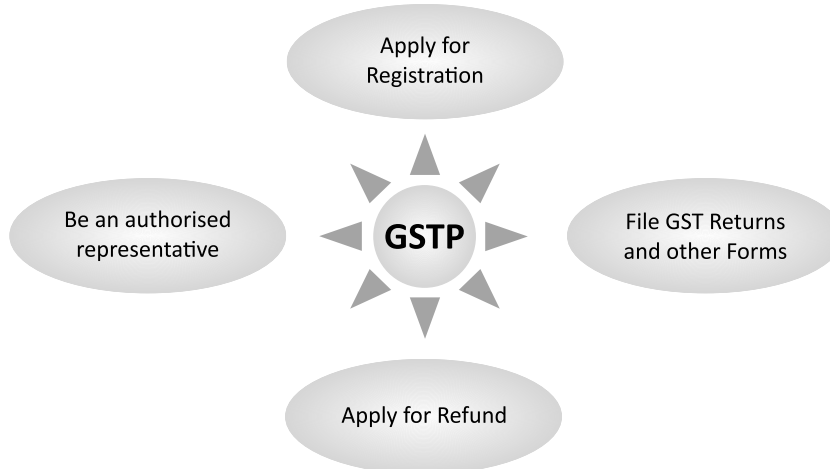 Apply for
Registration
Be an authorised
representative
GSTP
File GST Returns
and other Forms
Apply for Refund